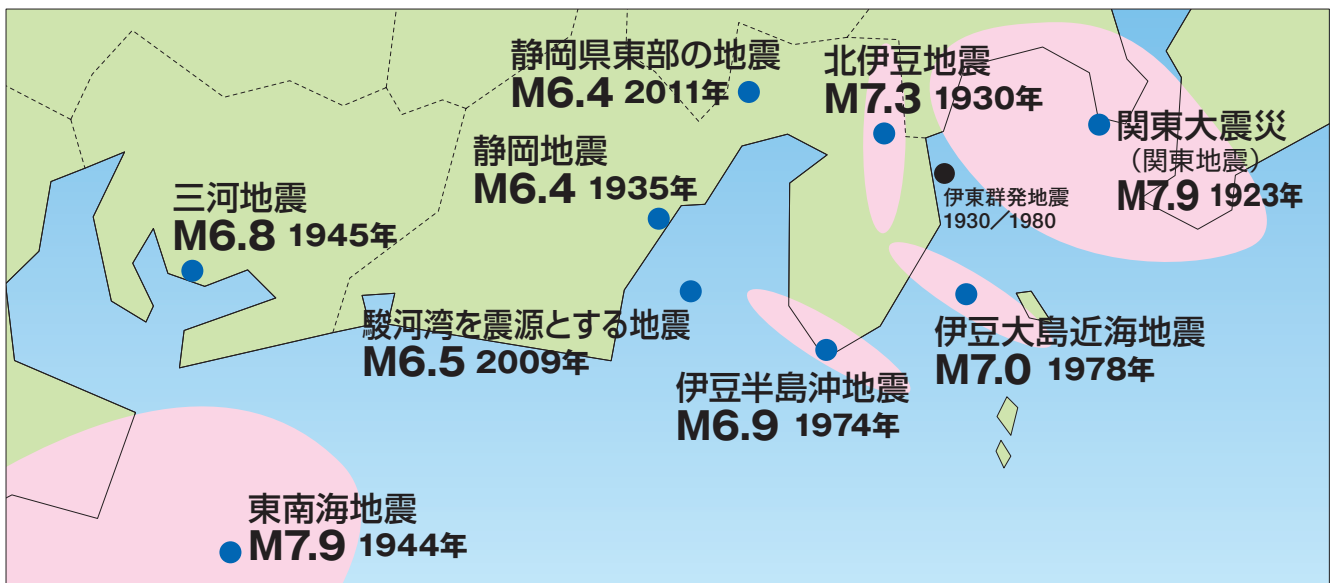 静岡県東部の地震
M6.4 2011年
北伊豆地震
M7.3 1930年
関東大震災
（関東地震）
M7.9 1923年
静岡地震
M6.4 1935年
伊東群発地震
1930／1980
三河地震
M6.8 1945年
駿河湾を震源とする地震
M6.5 2009年
伊豆大島近海地震
M7.0 1978年
伊豆半島沖地震
M6.9 1974年
東南海地震
M7.9 1944年